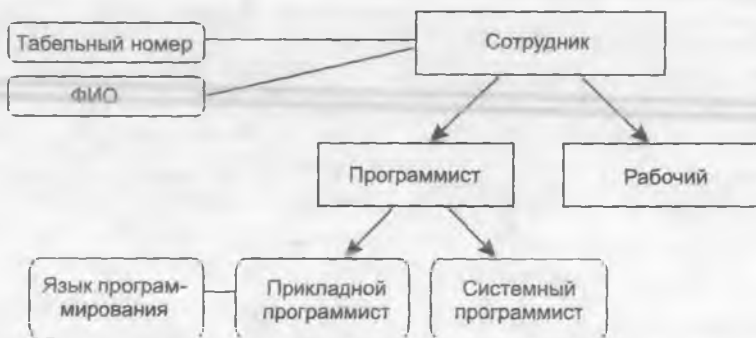 Табельный номер
Сотрудник
ФИО
Программист
Рабочий
Язык програм-
мирования
Прикладной
программист
Системный
программист